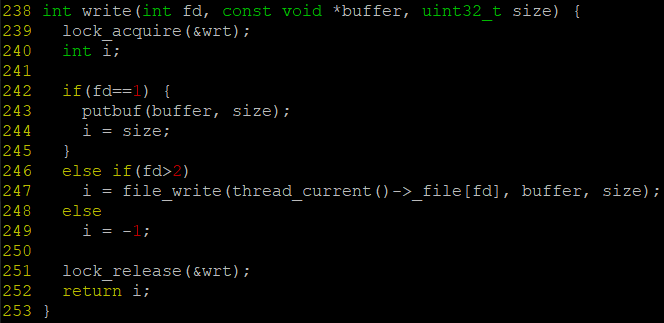 238 int write(int fd, const void *buffer, uint32_t size) {
239   lock_acquire(&wrt);
240   int i;
241
242   if(fd==1) {
243     putbuf(buffer, size);
244     i = size;
245   }
246   else if(fd>2)
247     i = file_write(thread_current()->_file[fd], buffer, size);
248   else
249     i = -1;
250
251   lock_release(&wrt);
252   return i;
253 }